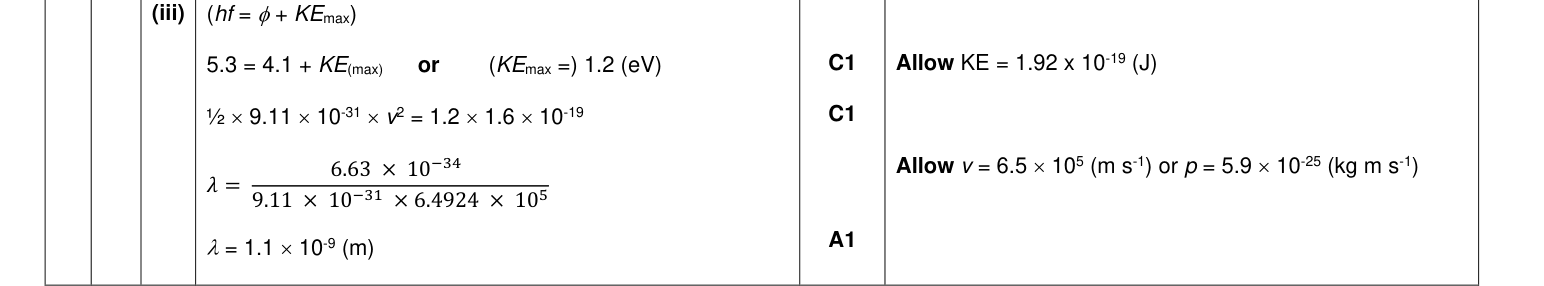 (iii) (hf = ϕ + KEmax)
5.3 = 4.1 + KE(max) or (KEmax =) 1.2 (eV) C1 Allow KE = 1.92 x 10⁻¹⁹ (J)
½ × 9.11 × 10⁻³¹ × v² = 1.2 × 1.6 × 10⁻¹⁹ C1
Allow v = 6.5 × 10⁵ (m s⁻¹) or p = 5.9 × 10⁻²⁵ (kg m s⁻¹)
6.63 × 10⁻³⁴
λ =
9.11 × 10⁻³¹ × 6.4924 × 10⁵
λ = 1.1 × 10⁻⁹ (m) A1